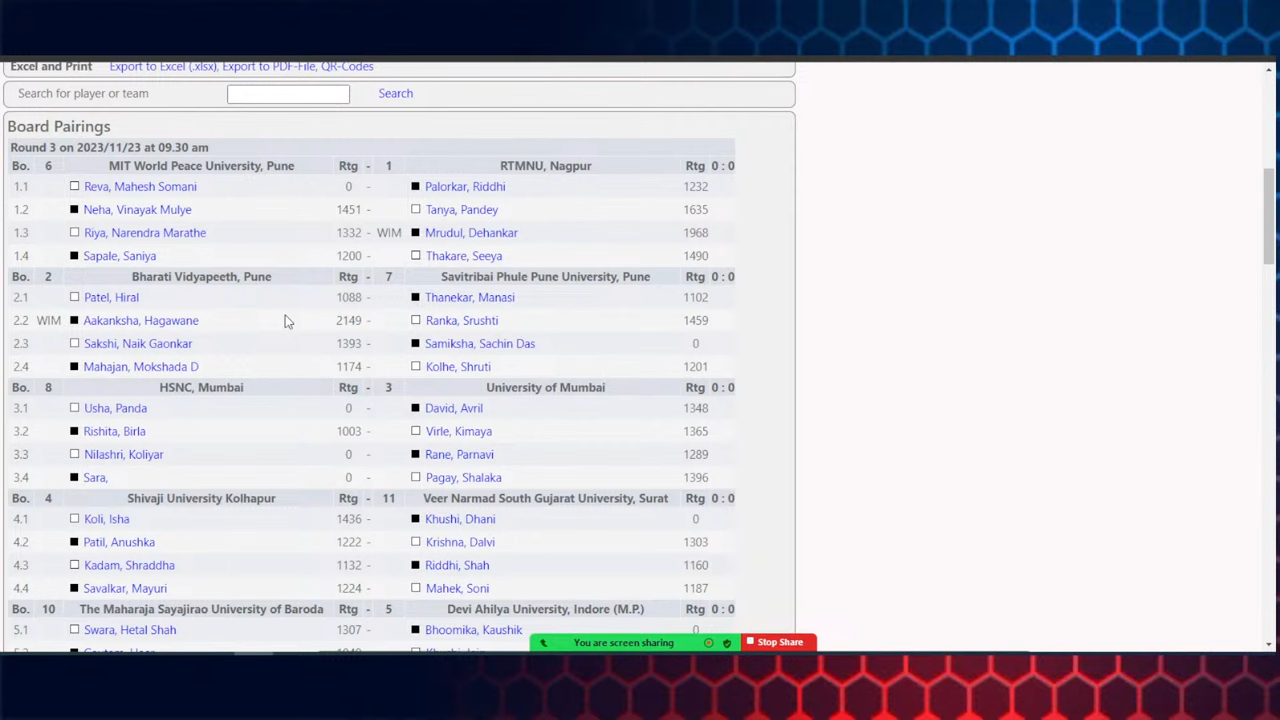 Excel and Print Export to Excel (.xlsx), Export to PDF-File, QR-Codes
Search for player or team Search
Board Pairings
Round 3 on 2023/11/23 at 09.30 am
Bo. 6 MIT World Peace University, Pune Rtg - 1 RTMNU, Nagpur Rtg 0 : 0
1.1 Reva, Mahesh Somani 0 - Palorkar, Riddhi 1232
1.2 Neha, Vinayak Mulye 1451 - Tanya, Pandey 1635
1.3 Riya, Narendra Marathe 1332 - WIM Mrudul, Dehankar 1968
1.4 Sapale, Saniya 1200 - Thakare, Seeya 1490
Bo. 2 Bharati Vidyapeeth, Pune Rtg - 7 Savitribai Phule Pune University, Pune Rtg 0 : 0
2.1 Patel, Hiral 1088 - Thanekar, Manasi 1102
2.2 WIM Aakanksha, Hagawane 2149 - Ranka, Srushti 1459
2.3 Sakshi, Naik Gaonkar 1393 - Samiksha, Sachin Das 0
2.4 Mahajan, Mokshada D 1174 - Kolhe, Shruti 1201
Bo. 8 HSNC, Mumbai Rtg - 3 University of Mumbai Rtg 0 : 0
3.1 Usha, Panda 0 - David, Avril 1348
3.2 Rishita, Birla 1003 - Virle, Kimaya 1365
3.3 Nilashri, Koliyar 0 - Rane, Parnavi 1289
3.4 Sara, 0 - Pagay, Shalaka 1396
Bo. 4 Shivaji University Kolhapur Rtg - 11 Veer Narmad South Gujarat University, Surat Rtg 0 : 0
4.1 Koli, Isha 1436 - Khushi, Dhani 0
4.2 Patil, Anushka 1222 - Krishna, Dalvi 1303
4.3 Kadam, Shraddha 1132 - Riddhi, Shah 1160
4.4 Savalkar, Mayuri 1224 - Mahek, Soni 1187
Bo. 10 The Maharaja Sayajirao University of Baroda Rtg - 5 Devi Ahilya University, Indore (M.P.) Rtg 0 : 0
5.1 Swara, Hetal Shah 1307 - Bhoomika, Kaushik 0
You are screen sharing Stop Share